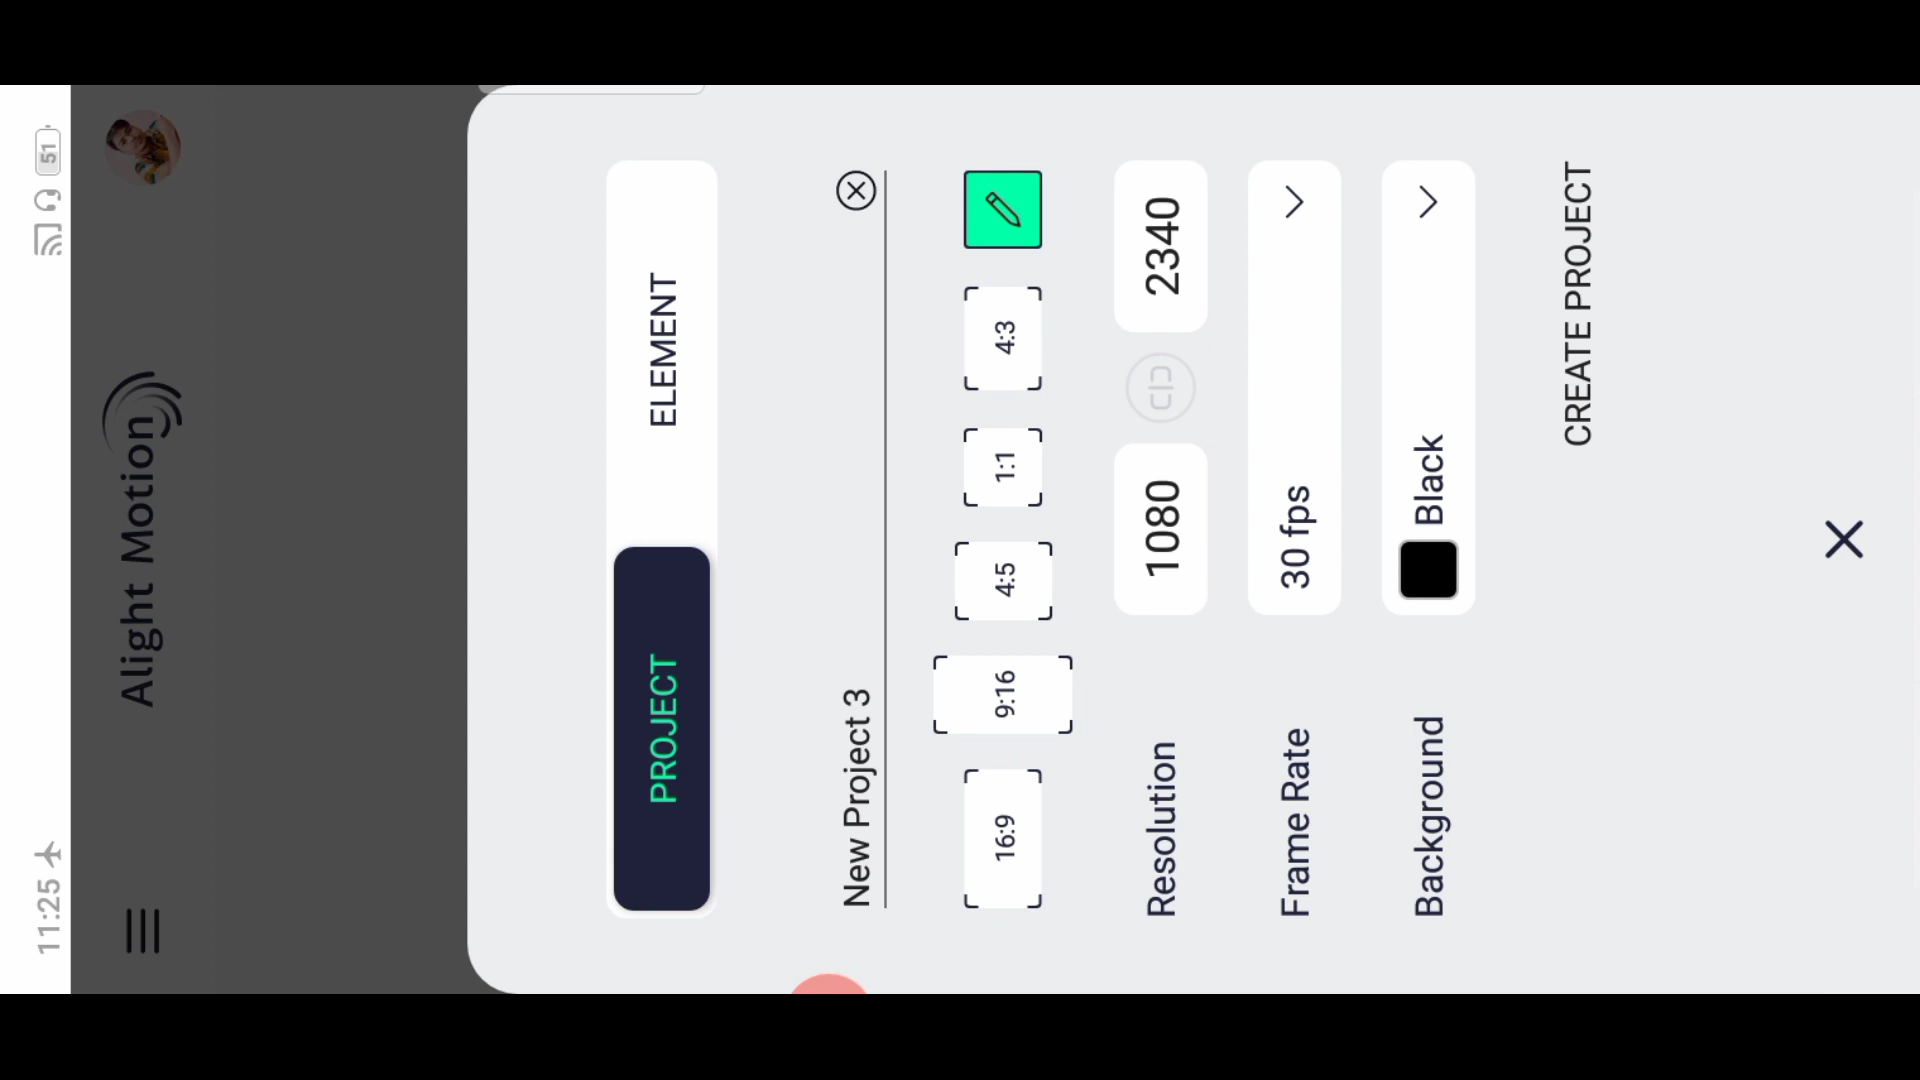 11:25
51
Alight Motion
PROJECT
ELEMENT
New Project 3
16:9
9:16
4:5
1:1
4:3
Resolution
1080
2340
Frame Rate
30 fps
Background
Black
CREATE PROJECT